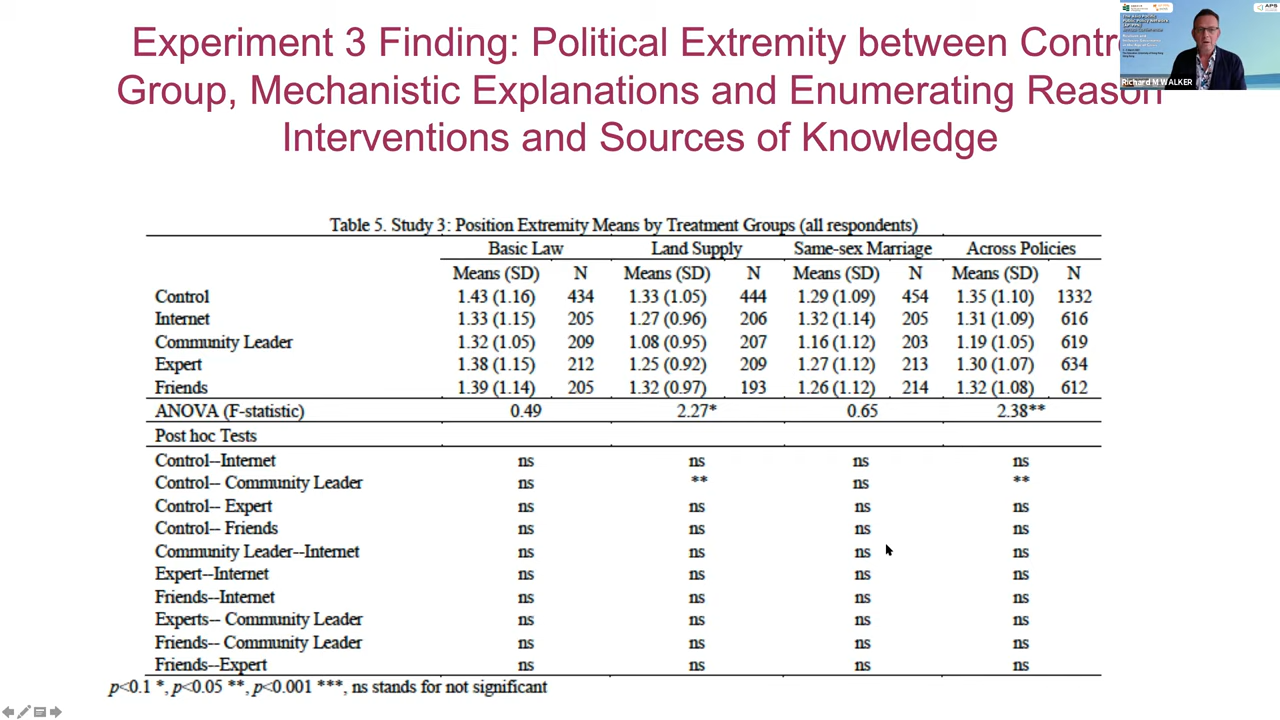 Experiment 3 Finding: Political Extremity between Contro
Group, Mechanistic Explanations and Enumerating Reason
Interventions and Sources of Knowledge
Richard M WALKER
APS
Table 5. Study 3: Position Extremity Means by Treatment Groups (all respondents)
Basic Law Land Supply Same-sex Marriage Across Policies
Means (SD) N Means (SD) N Means (SD) N Means (SD) N
Control 1.43 (1.16) 434 1.33 (1.05) 444 1.29 (1.09) 454 1.35 (1.10) 1332
Internet 1.33 (1.15) 205 1.27 (0.96) 206 1.32 (1.14) 205 1.31 (1.09) 616
Community Leader 1.32 (1.05) 209 1.08 (0.95) 207 1.16 (1.12) 203 1.19 (1.05) 619
Expert 1.38 (1.15) 212 1.25 (0.92) 209 1.27 (1.12) 213 1.30 (1.07) 634
Friends 1.39 (1.14) 205 1.32 (0.97) 193 1.26 (1.12) 214 1.32 (1.08) 612
ANOVA (F-statistic) 0.49 2.27* 0.65 2.38**
Post hoc Tests
Control--Internet ns ns ns ns
Control-- Community Leader ns ** ns **
Control-- Expert ns ns ns ns
Control-- Friends ns ns ns ns
Community Leader--Internet ns ns ns ns
Expert--Internet ns ns ns ns
Friends--Internet ns ns ns ns
Experts-- Community Leader ns ns ns ns
Friends-- Community Leader ns ns ns ns
Friends--Expert ns ns ns ns
p<0.1 *, p<0.05 **, p<0.001 ***, ns stands for not significant